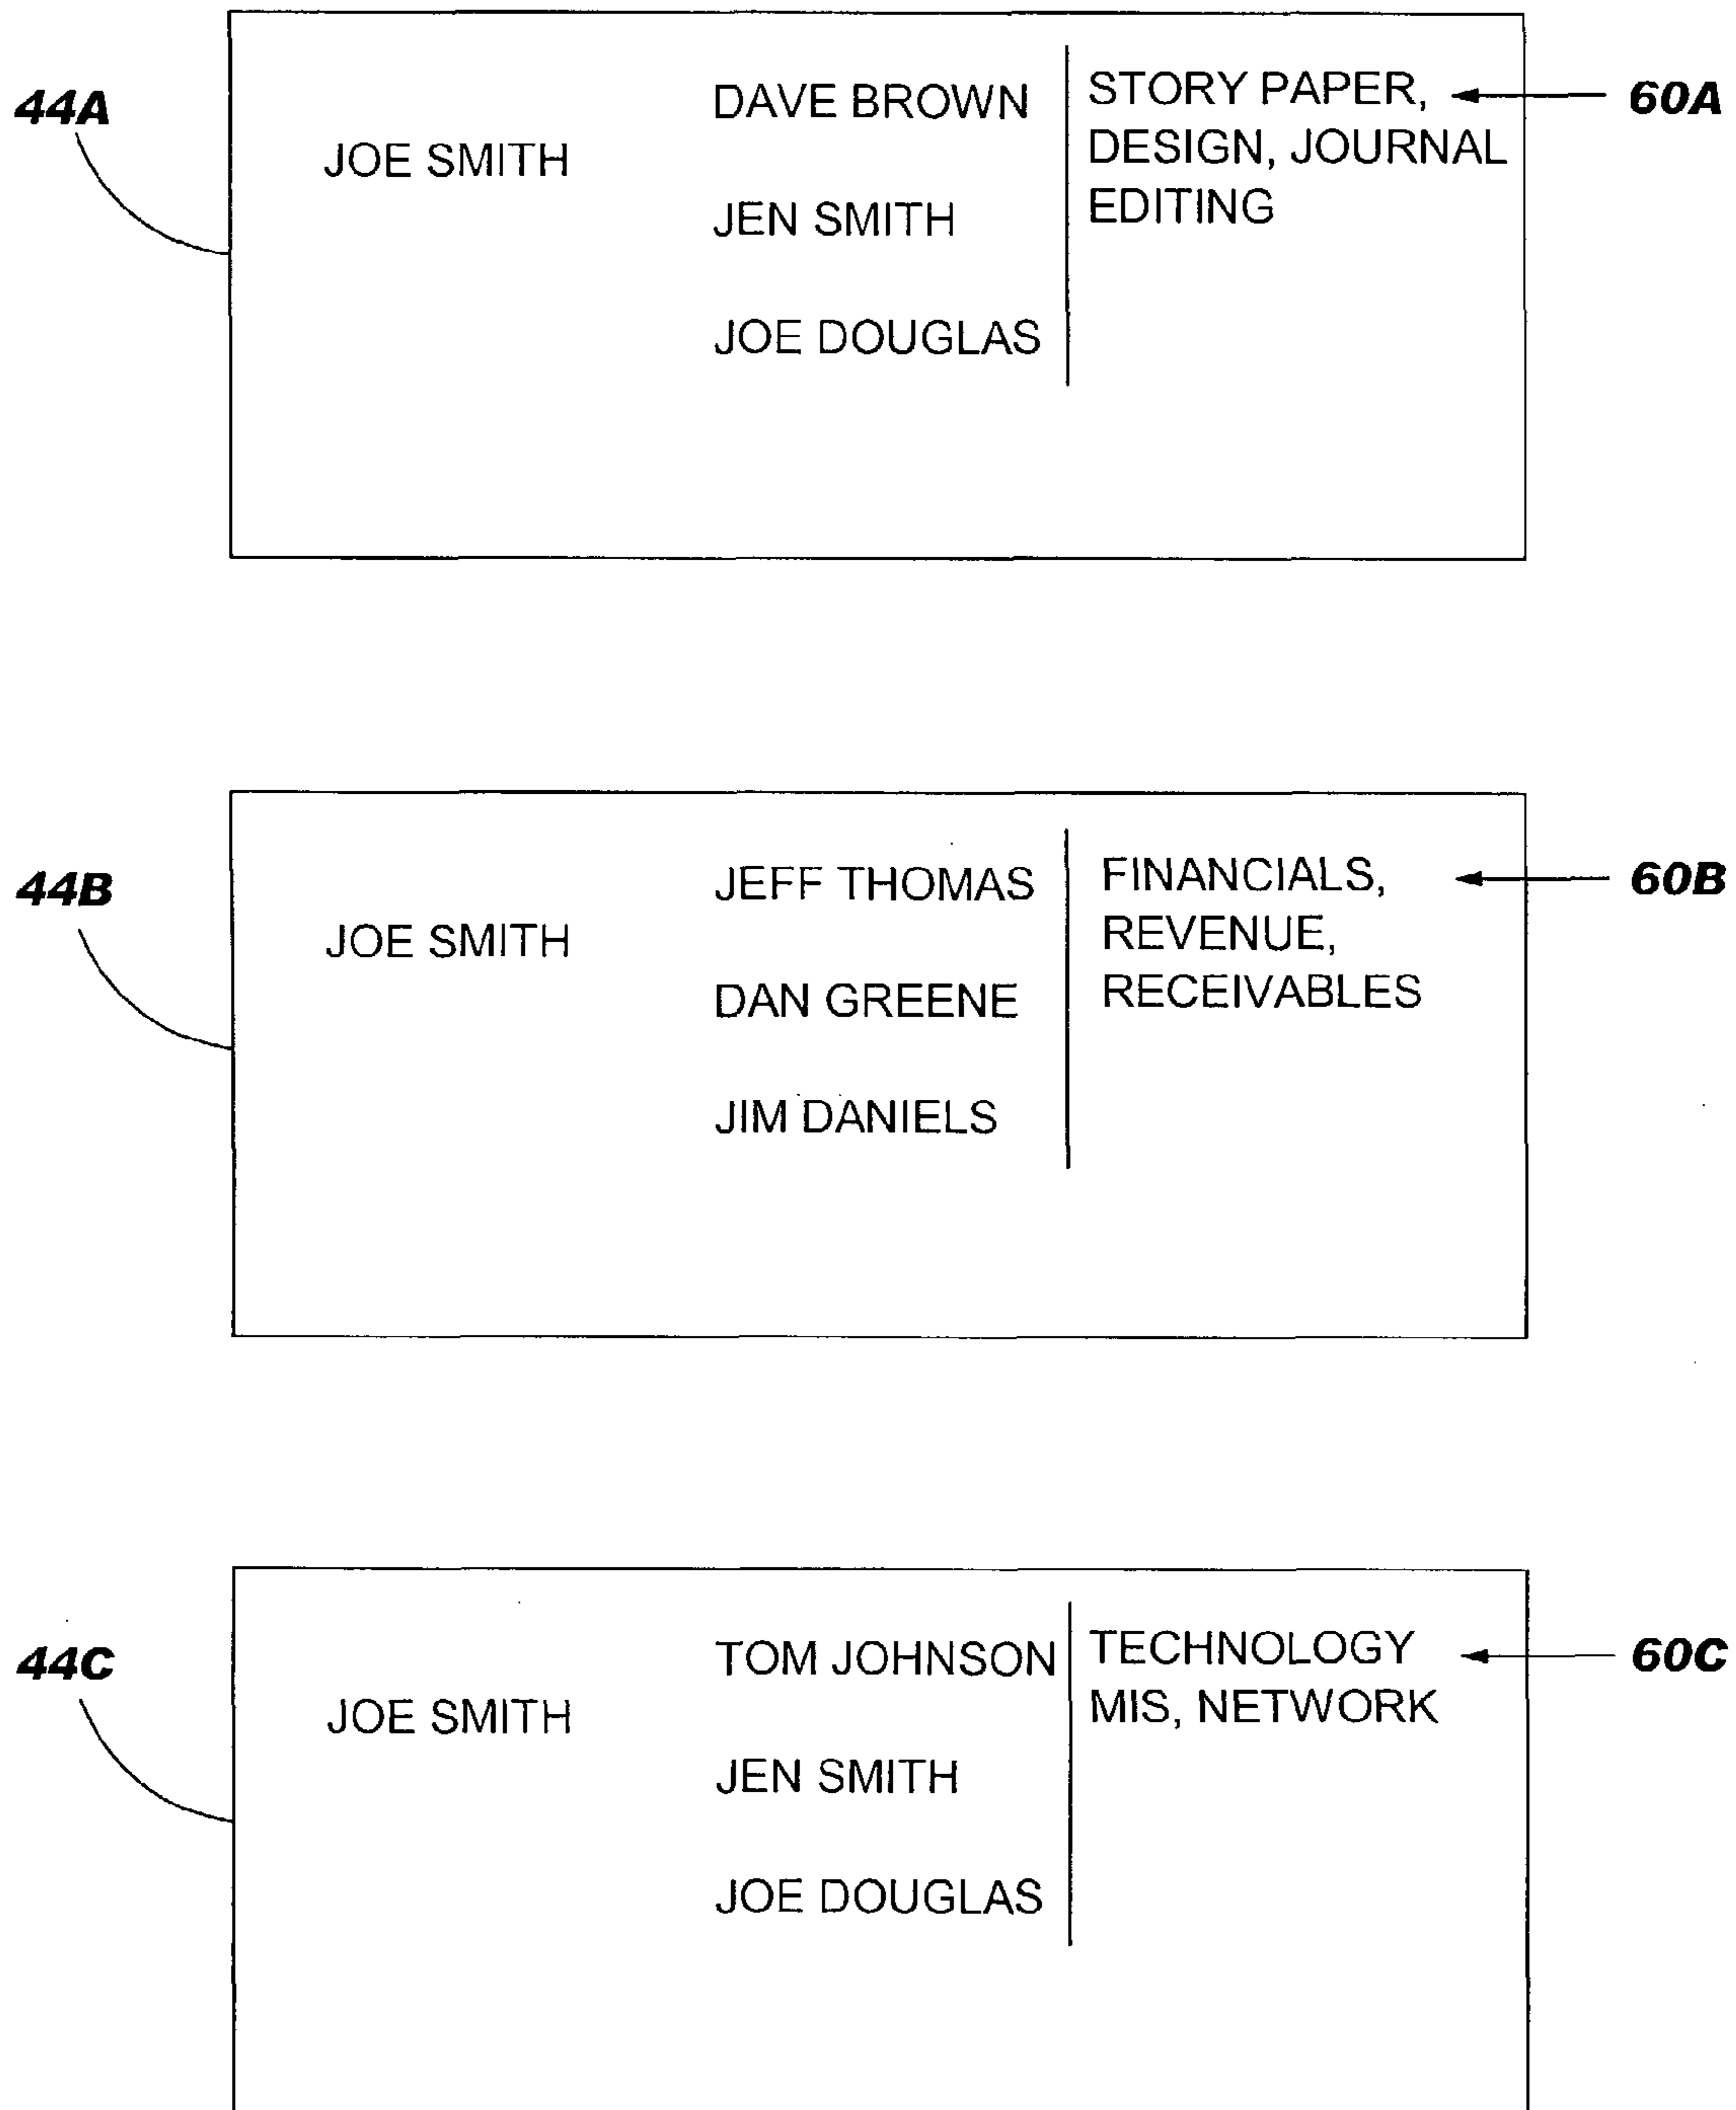 44A
JOE SMITH
DAVE BROWN
JEN SMITH
JOE DOUGLAS
STORY PAPER,
DESIGN, JOURNAL
EDITING
60A
44B
JOE SMITH
JEFF THOMAS
DAN GREENE
JIM DANIELS
FINANCIALS,
REVENUE,
RECEIVABLES
60B
44C
JOE SMITH
TOM JOHNSON
JEN SMITH
JOE DOUGLAS
TECHNOLOGY
MIS, NETWORK
60C